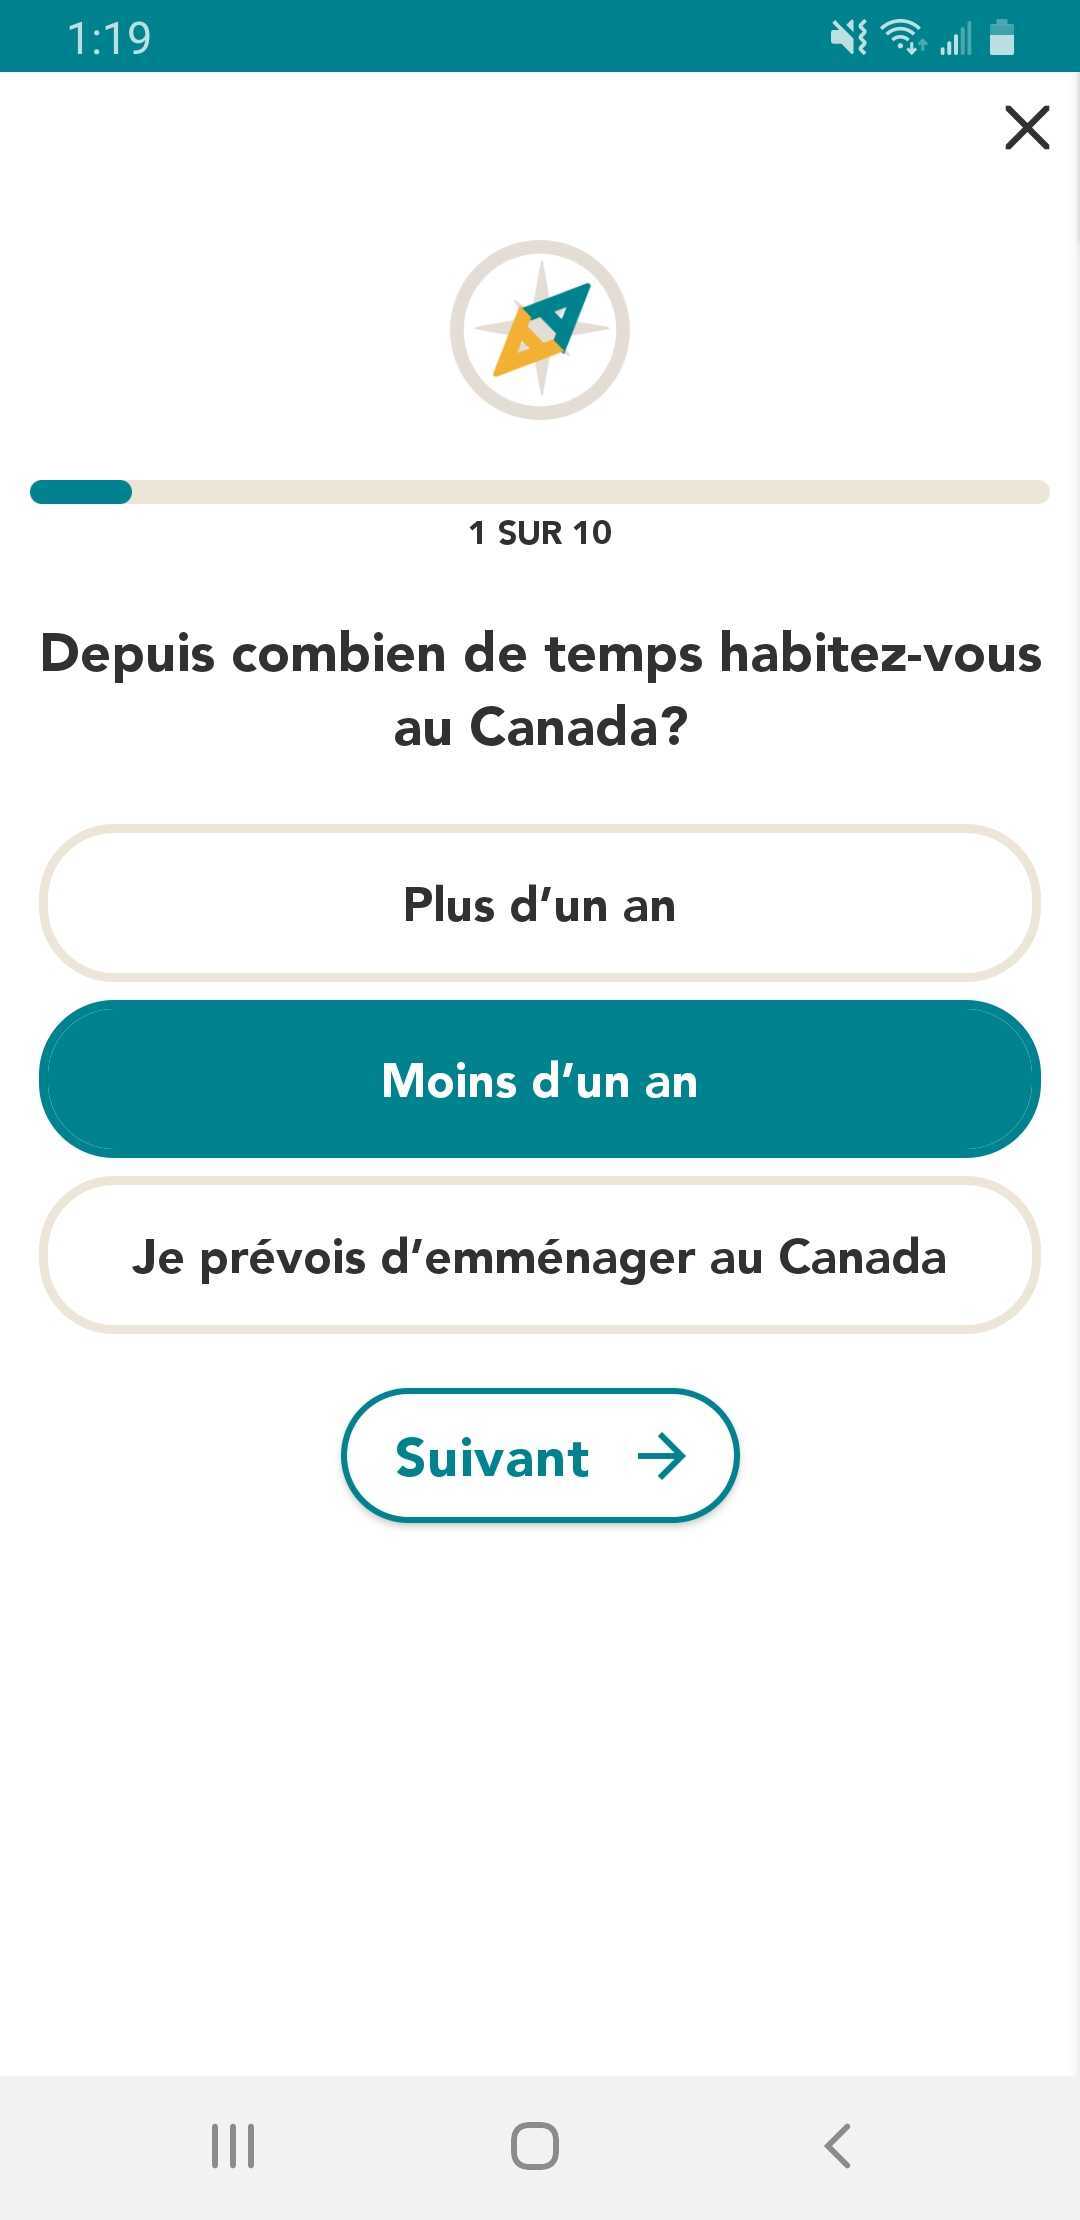 1:19
1 SUR 10
Depuis combien de temps habitez-vous
au Canada?
Plus d’un an
Moins d’un an
Je prévois d’emménager au Canada
Suivant